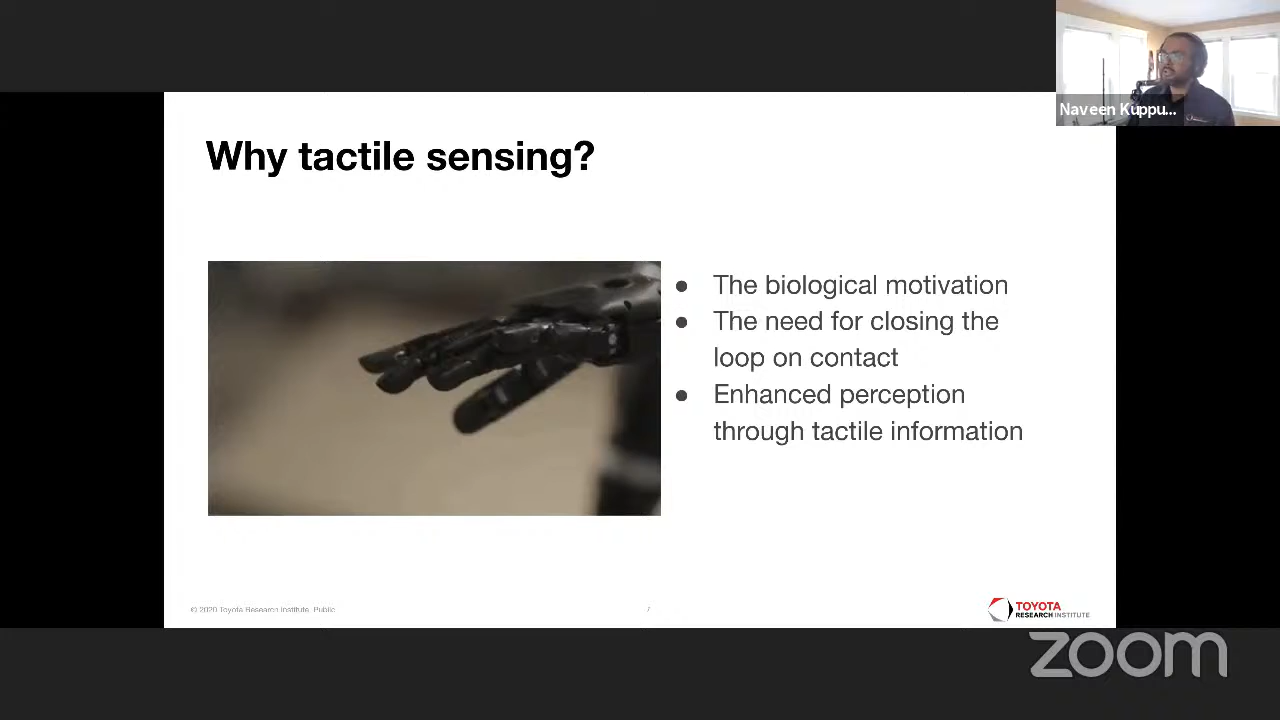 Naveen Kuppu...
Why tactile sensing?
● The biological motivation
● The need for closing the
loop on contact
● Enhanced perception
through tactile information
© 2020 Toyota Research Institute, Public
7
TOYOTA
RESEARCH INSTITUTE
zoom